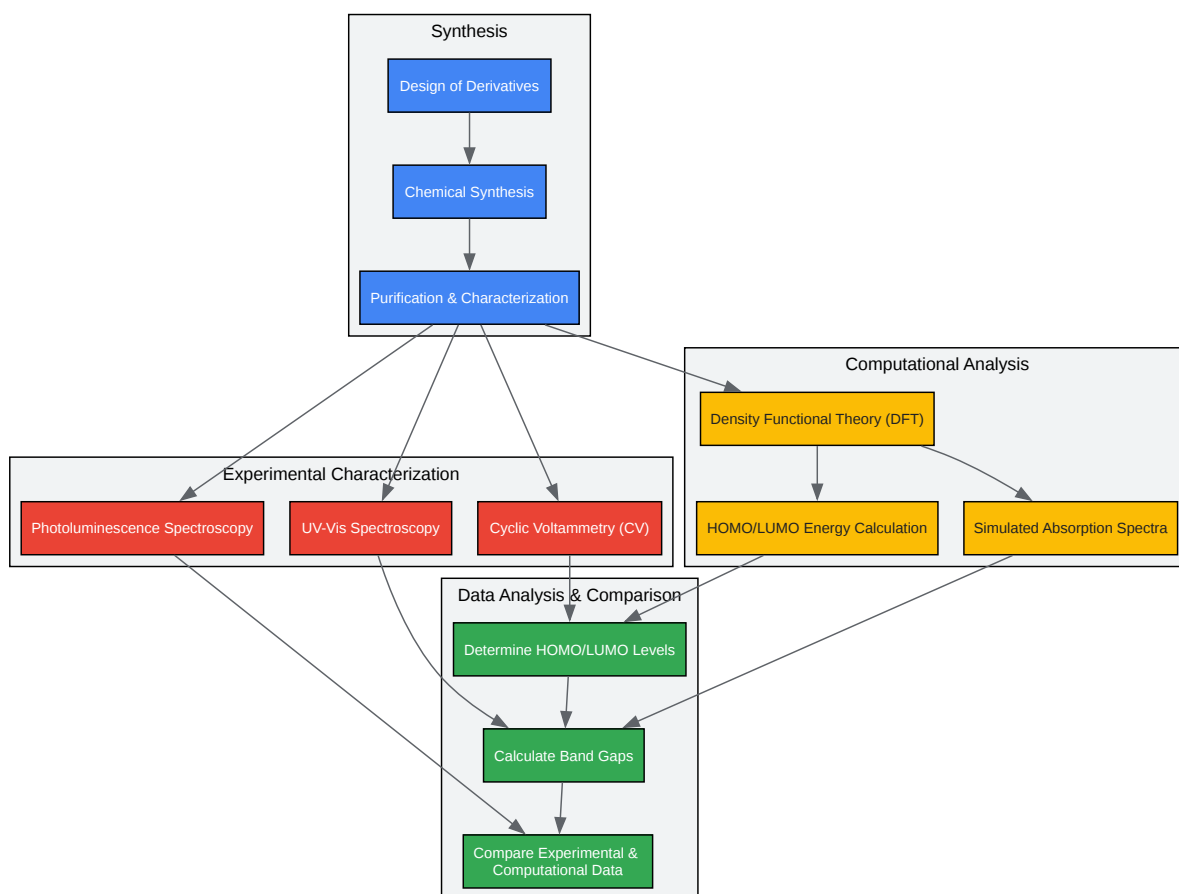 Synthesis
Design of Derivatives
Chemical Synthesis
Purification & Characterization
Computational Analysis
Density Functional Theory (DFT)
HOMO/LUMO Energy Calculation
Simulated Absorption Spectra
Experimental Characterization
Photoluminescence Spectroscopy
UV-Vis Spectroscopy
Cyclic Voltammetry (CV)
Data Analysis & Comparison
Determine HOMO/LUMO Levels
Calculate Band Gaps
Compare Experimental &
Computational Data